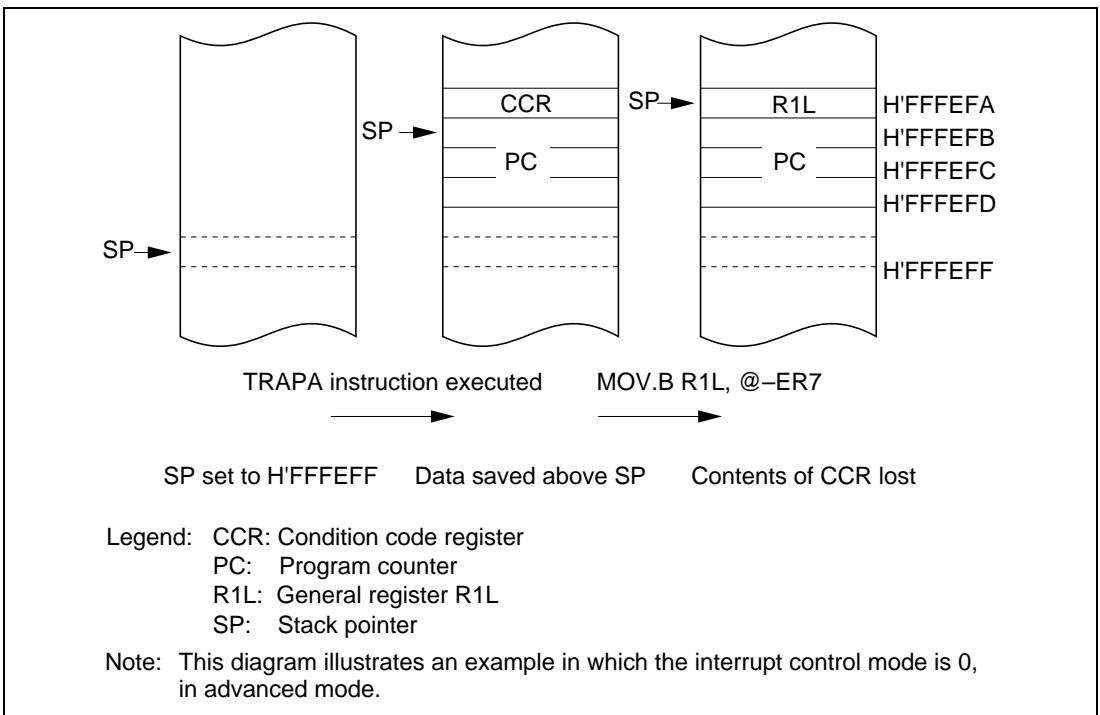 CCR
SP
R1L
H'FFFEFA
SP
H'FFFEFB
PC
PC
H'FFFEFC
H'FFFEFD
SP
H'FFFEFF
TRAPA instruction executed
MOV.B R1L, @–ER7
SP set to H'FFFEFF
Data saved above SP
Contents of CCR lost
Legend: CCR: Condition code register
PC: Program counter
R1L: General register R1L
SP: Stack pointer
Note: This diagram illustrates an example in which the interrupt control mode is 0,
in advanced mode.